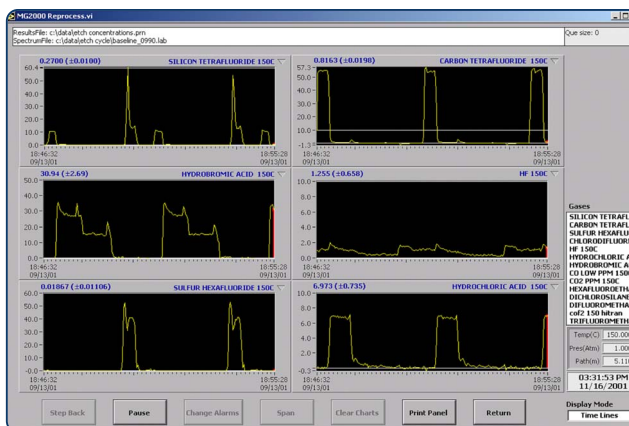 MG2000 Reprocess.vi
ResultsFile: c:\data\etch concentrations.prn
SpectrumFile: c:\data\etch cycle\baseline_0990.lab
Que size: 0
0.2700 (±0.0100) SILICON TETRAFLUORIDE 150C
60.4
50.0
40.0
30.0
20.0
10.0
0.0
18:46:32 18:55:28
09/13/01 09/13/01
0.8163 (±0.0198) CARBON TETRAFLUORIDE 150C
57.3
50.0
40.0
30.0
20.0
10.0
-1.3
18:46:32 18:55:28
09/13/01 09/13/01
30.94 (±2.69) HYDROBROMIC ACID 150C
50.0
40.0
30.0
20.0
10.0
0.0
18:46:32 18:55:28
09/13/01 09/13/01
1.255 (±0.658) HF 150C
10.0
8.0
6.0
4.0
2.0
0.0
18:46:32 18:55:28
09/13/01 09/13/01
0.01867 (±0.01106) SULFUR HEXAFLUORIDE 150C
60.0
50.0
40.0
30.0
20.0
10.0
-0.0
18:46:32 18:55:28
09/13/01 09/13/01
6.973 (±0.735) HYDROCHLORIC ACID 150C
10.0
8.0
6.0
4.0
2.0
-0.3
18:46:32 18:55:28
09/13/01 09/13/01
Gases
SILICON TETRAFL
CARBON TETRAFL
SULFUR HEXAFLU
CHLORODIFLUORI
HF 150C
HYDROCHLORIC A
HYDROBROMIC A
CO LOW PPM 150
CO2 PPM 150C
HEXAFLUOROETH
DICHLOROSILANE
DIFLUOROMETHA
cof2 150 hitran
TRIFLUOROMETH
Temp(C) 150.00
Pres(Atm) 1.00
Path(m) 5.11
03:31:53 PM
11/16/2001
Display Mode
Time Lines
Step Back
Pause
Change Alarms
Span
Clear Charts
Print Panel
Return